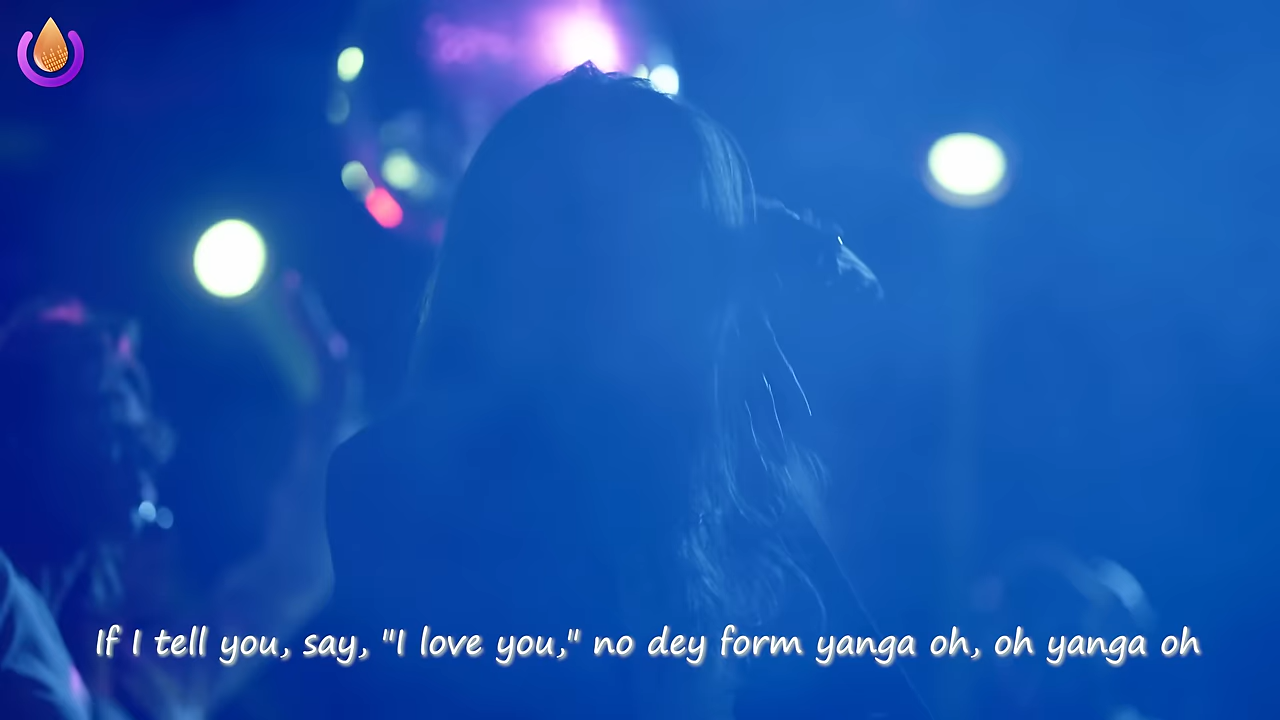 If I tell you, say, "I love you," no dey form yanga oh, oh yanga oh